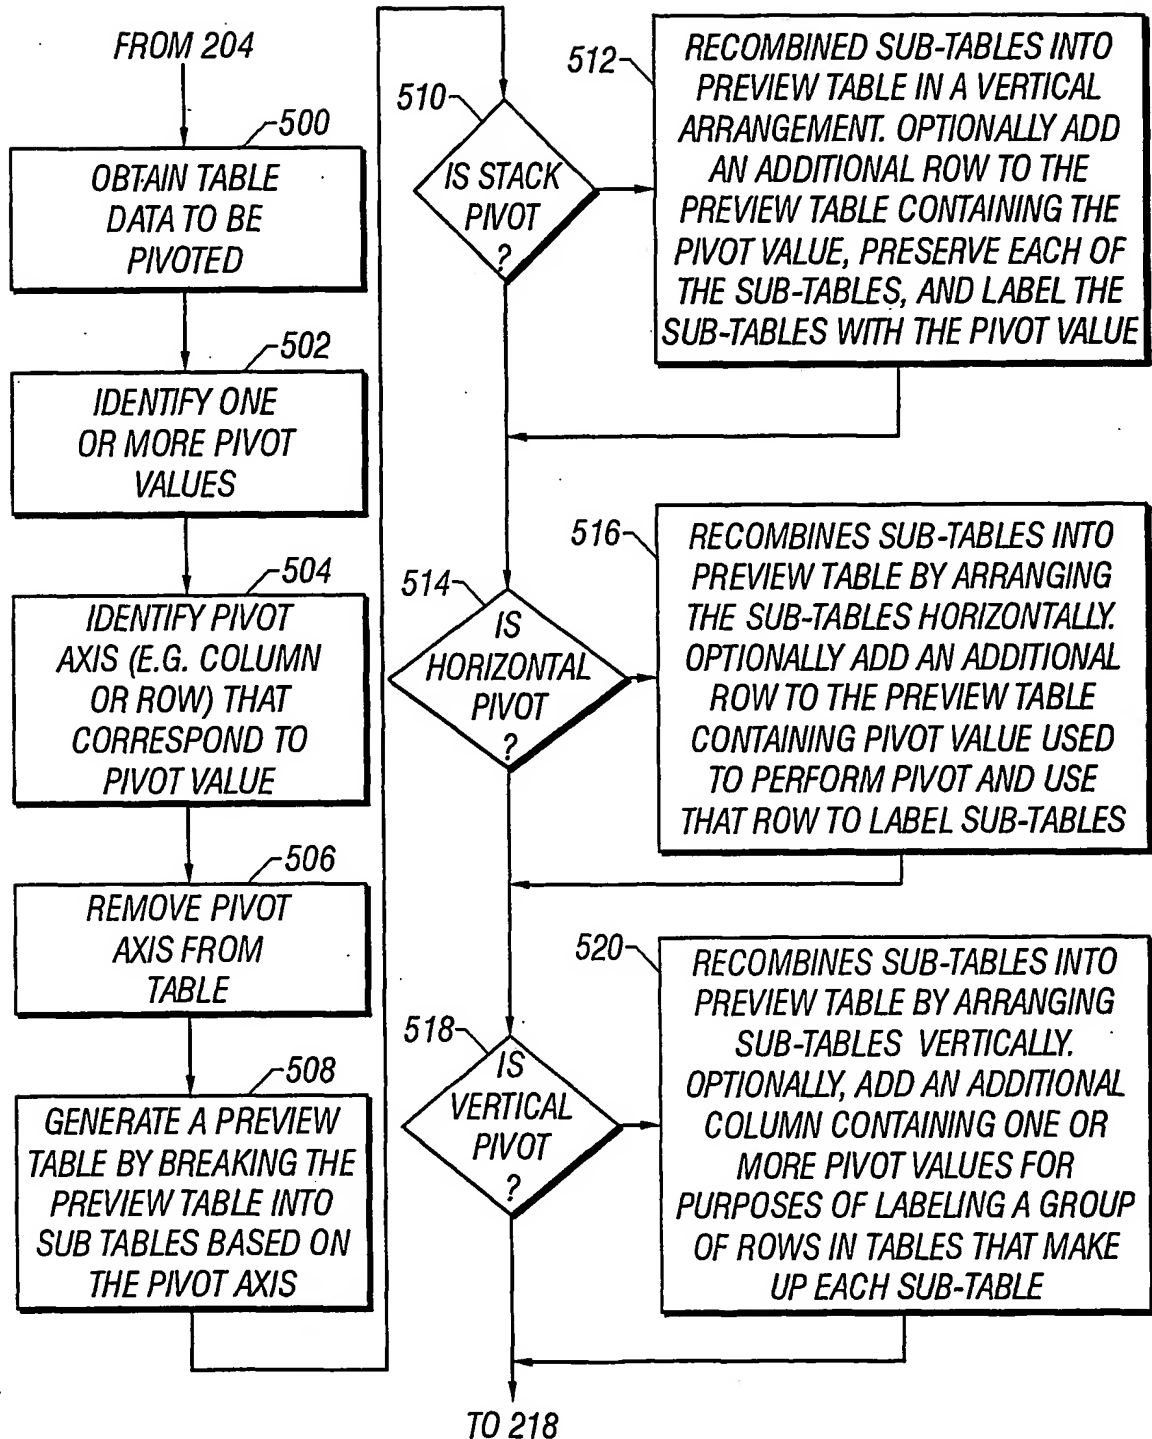 FROM 204
500
OBTAIN TABLE
DATA TO BE
PIVOTED
502
IDENTIFY ONE
OR MORE PIVOT
VALUES
504
IDENTIFY PIVOT
AXIS (E.G. COLUMN
OR ROW) THAT
CORRESPOND TO
PIVOT VALUE
506
REMOVE PIVOT
AXIS FROM
TABLE
508
GENERATE A PREVIEW
TABLE BY BREAKING THE
PREVIEW TABLE INTO
SUB TABLES BASED ON
THE PIVOT AXIS
510
IS STACK
PIVOT
?
512
RECOMBINED SUB-TABLES INTO
PREVIEW TABLE IN A VERTICAL
ARRANGEMENT. OPTIONALLY ADD
AN ADDITIONAL ROW TO THE
PREVIEW TABLE CONTAINING THE
PIVOT VALUE, PRESERVE EACH OF
THE SUB-TABLES, AND LABEL THE
SUB-TABLES WITH THE PIVOT VALUE
514
IS
HORIZONTAL
PIVOT
?
516
RECOMBINES SUB-TABLES INTO
PREVIEW TABLE BY ARRANGING
THE SUB-TABLES HORIZONTALLY.
OPTIONALLY ADD AN ADDITIONAL
ROW TO THE PREVIEW TABLE
CONTAINING PIVOT VALUE USED
TO PERFORM PIVOT AND USE
THAT ROW TO LABEL SUB-TABLES
518
IS
VERTICAL
PIVOT
?
520
RECOMBINES SUB-TABLES INTO
PREVIEW TABLE BY ARRANGING
SUB-TABLES VERTICALLY.
OPTIONALLY, ADD AN ADDITIONAL
COLUMN CONTAINING ONE OR
MORE PIVOT VALUES FOR
PURPOSES OF LABELING A GROUP
OF ROWS IN TABLES THAT MAKE
UP EACH SUB-TABLE
TO 218